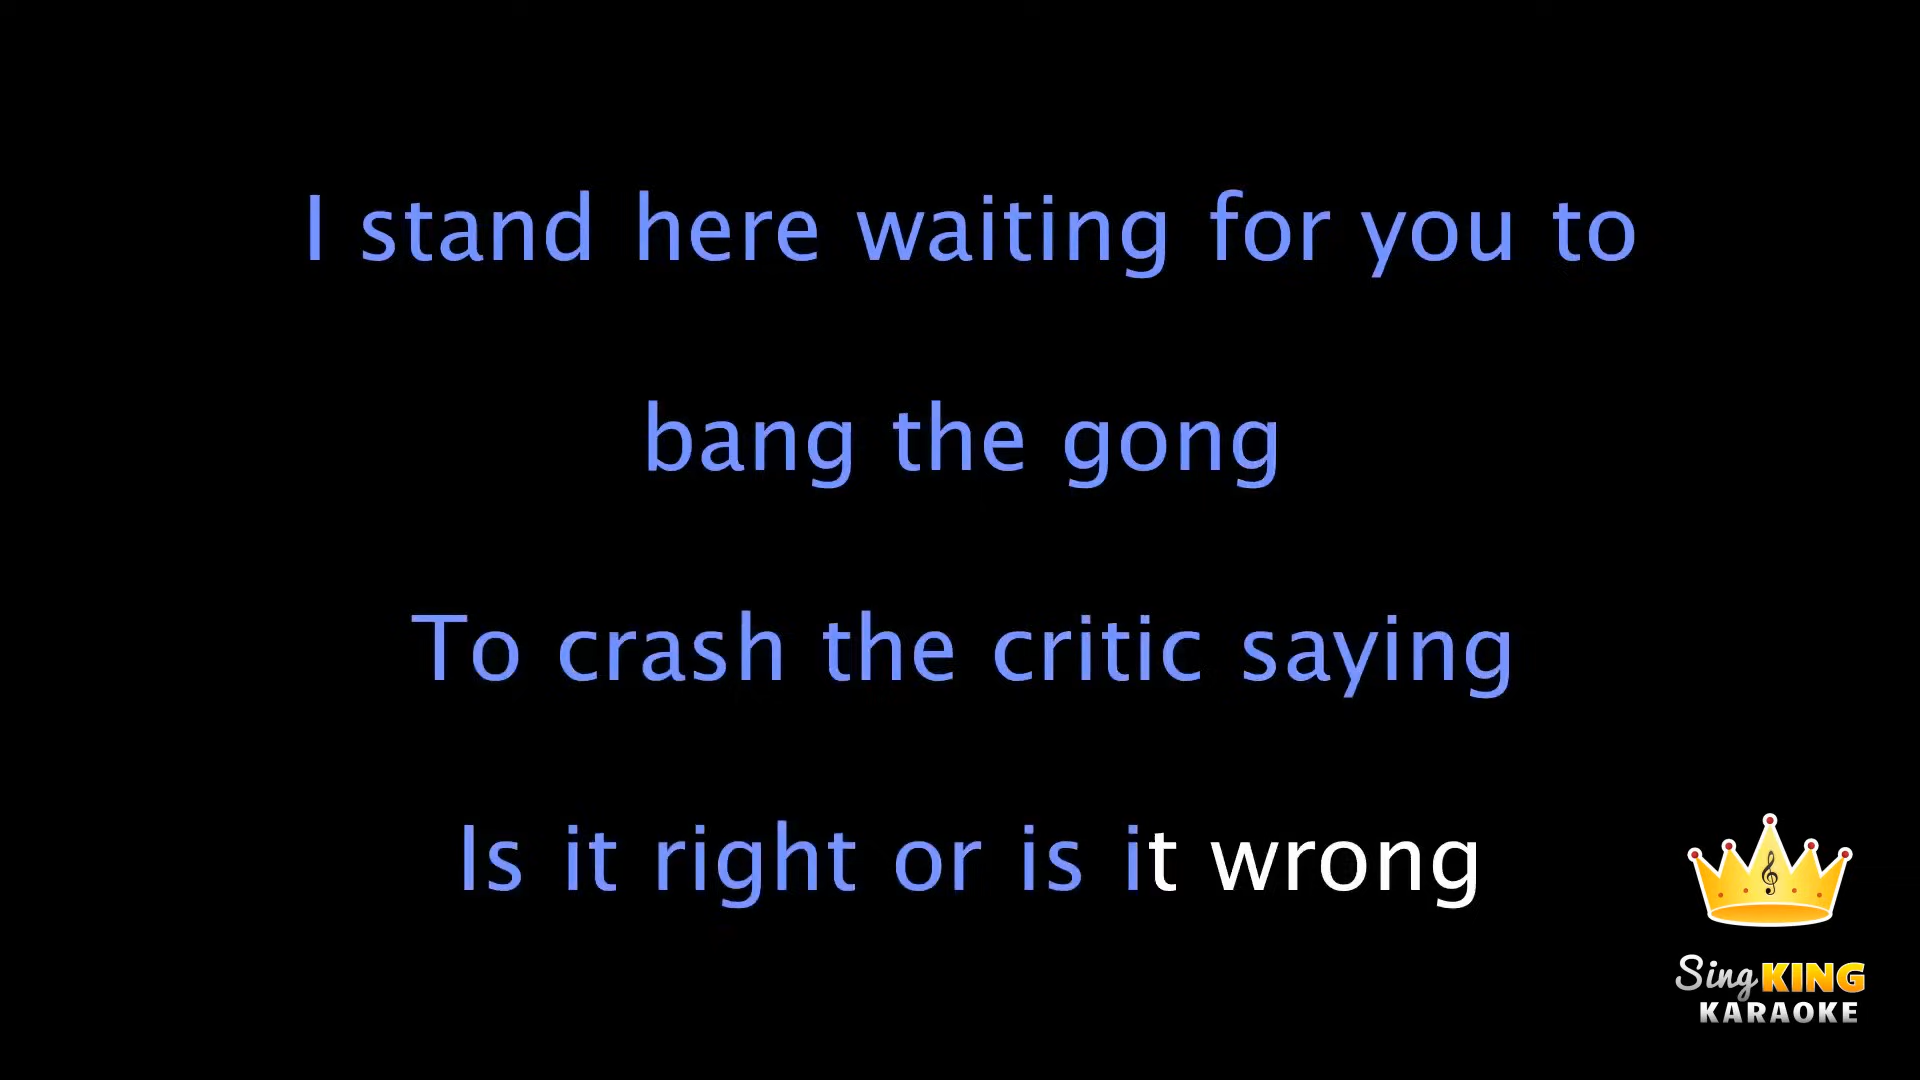 I stand here waiting for you to
bang the gong
To crash the critic saying
Is it right or is it wrong
Sing KING
KARAOKE